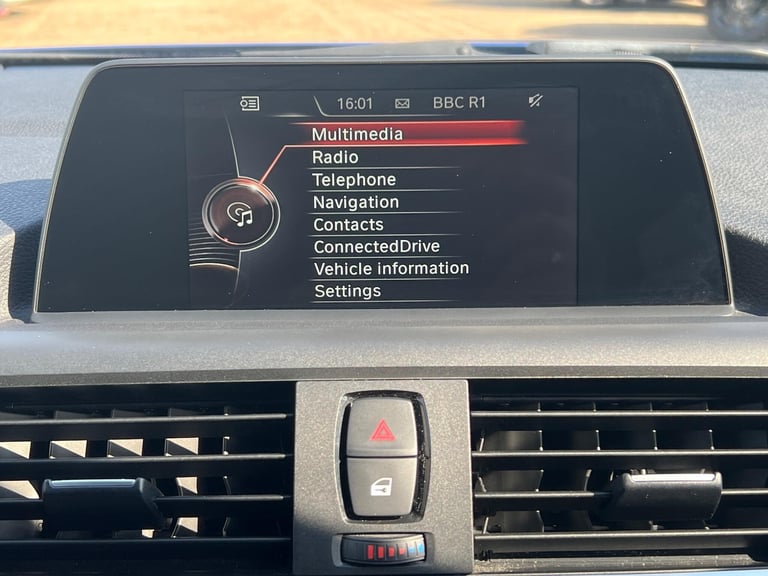 16:01 BBC R1
Multimedia
Radio
Telephone
Navigation
Contacts
ConnectedDrive
Vehicle information
Settings